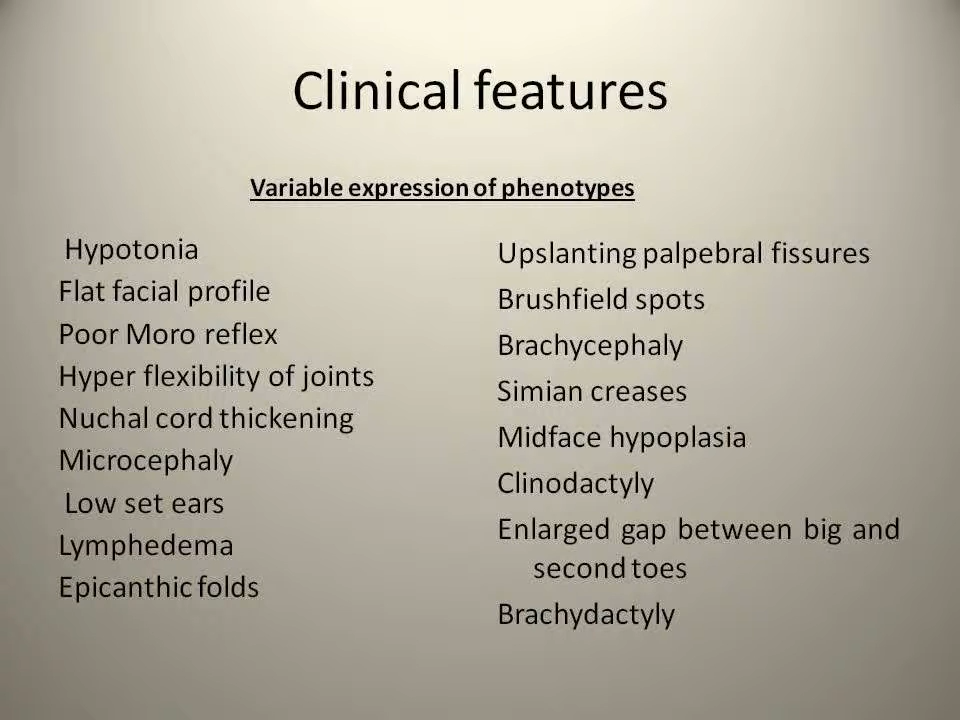 Clinical features
Variable expression of phenotypes
Hypotonia
Flat facial profile
Poor Moro reflex
Hyper flexibility of joints
Nuchal cord thickening
Microcephaly
Low set ears
Lymphedema
Epicanthic folds
Upslanting palpebral fissures
Brushfield spots
Brachycephaly
Simian creases
Midface hypoplasia
Clinodactyly
Enlarged gap between big and
second toes
Brachydactyly